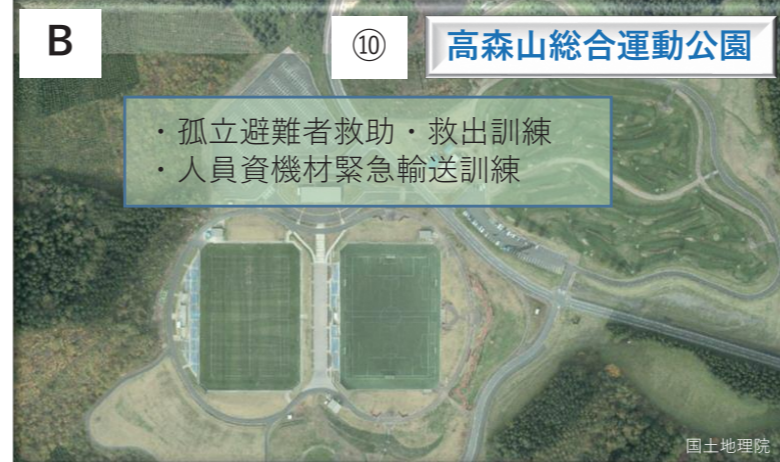 B
⑩
高森山総合運動公園
・孤立避難者救助・救出訓練
・人員資機材緊急輸送訓練
国土地理院